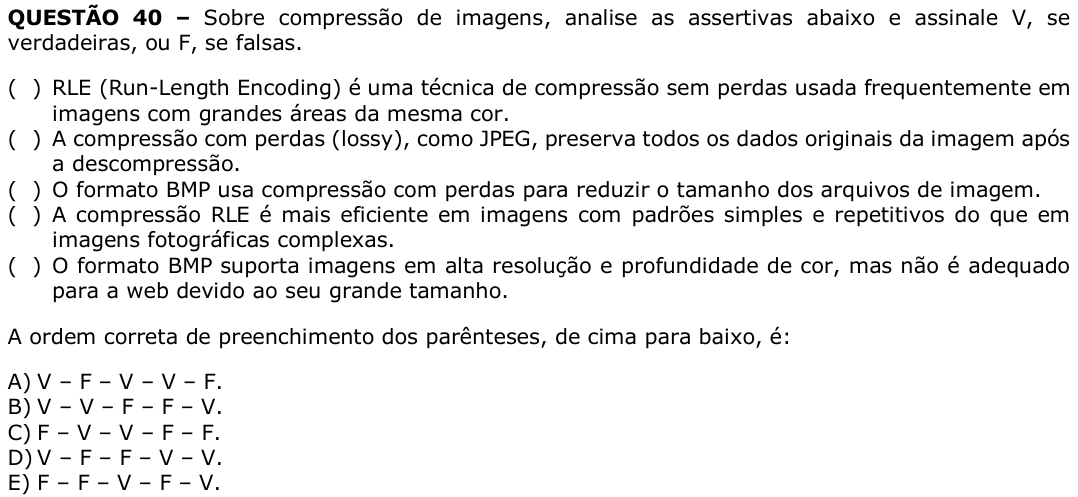 QUESTÃO 40 – Sobre compressão de imagens, analise as assertivas abaixo e assinale V, se
verdadeiras, ou F, se falsas.
( ) RLE (Run-Length Encoding) é uma técnica de compressão sem perdas usada frequentemente em
imagens com grandes áreas da mesma cor.
( ) A compressão com perdas (lossy), como JPEG, preserva todos os dados originais da imagem após
a descompressão.
( ) O formato BMP usa compressão com perdas para reduzir o tamanho dos arquivos de imagem.
( ) A compressão RLE é mais eficiente em imagens com padrões simples e repetitivos do que em
imagens fotográficas complexas.
( ) O formato BMP suporta imagens em alta resolução e profundidade de cor, mas não é adequado
para a web devido ao seu grande tamanho.
A ordem correta de preenchimento dos parênteses, de cima para baixo, é:
A) V – F – V – V – F.
B) V – V – F – F – V.
C) F – V – V – F – F.
D) V – F – F – V – V.
E) F – F – V – F – V.